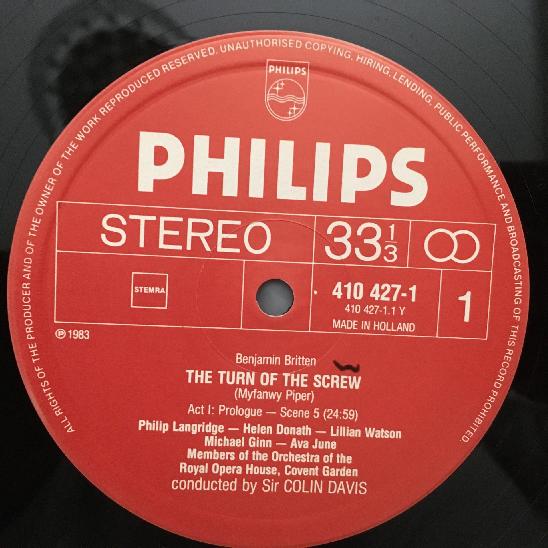 ALL RIGHTS OF THE PRODUCER AND OF THE OWNER OF THE WORK REPRODUCED RESERVED. UNAUTHORISED COPYING, HIRING, LENDING, PUBLIC PERFORMANCE AND BROADCASTING OF THIS RECORD PROHIBITED.
PHILIPS
PHILIPS
STEREO 33 1/3
STEMRA
410 427-1
410 427-1.1 Y
MADE IN HOLLAND
1
℗ 1983
Benjamin Britten
THE TURN OF THE SCREW
(Myfanwy Piper)
Act I: Prologue — Scene 5 (24:59)
Philip Langridge — Helen Donath — Lillian Watson
Michael Ginn — Ava June
Members of the Orchestra of the
Royal Opera House, Covent Garden
conducted by Sir COLIN DAVIS